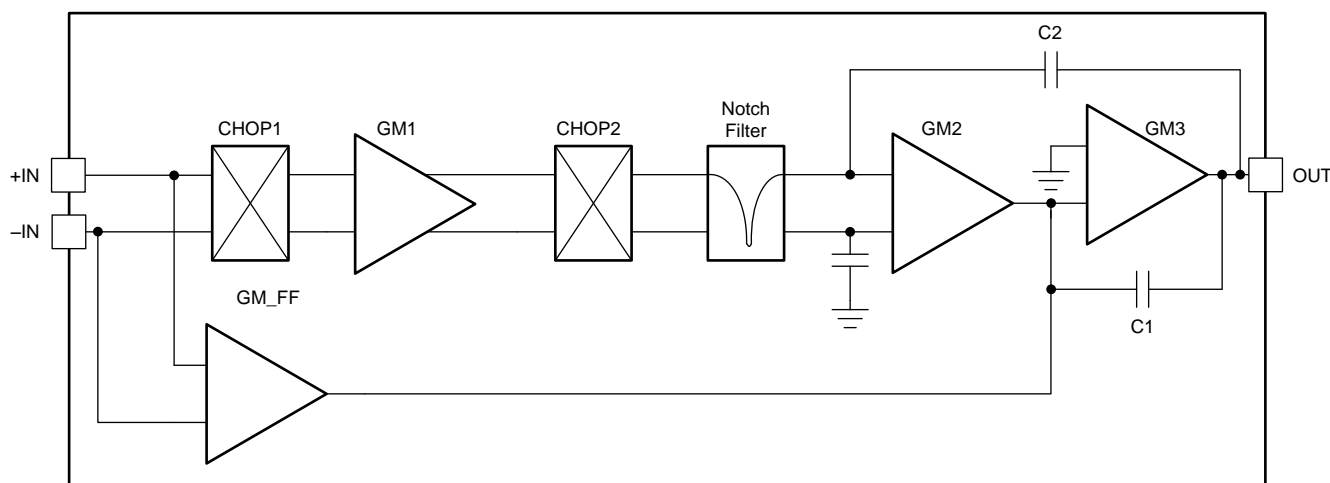 C2
Notch
Filter
CHOP1
GM1
CHOP2
GM2
GM3
+IN
OUT
–IN
GM_FF
C1